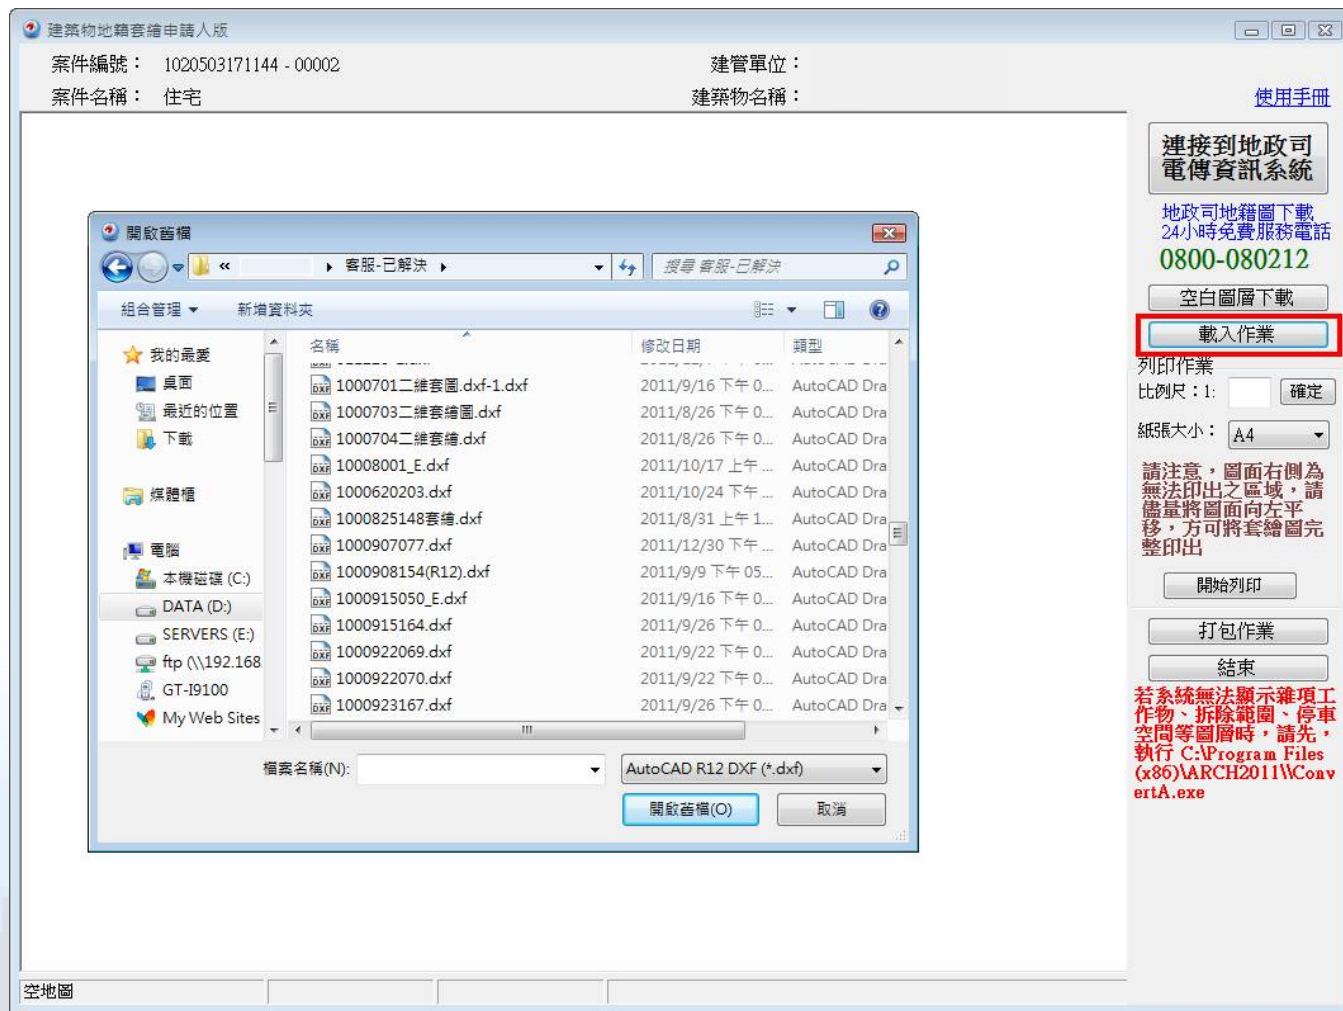 建築物地籍套繪申請人版
案件編號： 1020503171144 - 00002
建管單位：
案件名稱： 住宅
建築物名稱：
使用手冊
連接到地政司
電傳資訊系統
地政司地籍圖下載
24小時免費服務電話
0800-080212
空白圖層下載
載入作業
列印作業
比例尺：1:
確定
紙張大小：
A4
請注意，圖面右側為
無法印出之區域，請
儘量將圖面向左平
移，方可將套繪圖完
整印出
開始列印
打包作業
結束
若系統無法顯示雜項工
作物、拆除範圍、停車
空間等圖層時，請先，
執行 C:\Program Files
(x86)\ARCH2011\\Conv
ertA.exe
開啟舊檔
« 客服-已解決
搜尋 客服-已解決
組合管理
新增資料夾
我的最愛
桌面
最近的位置
下載
媒體櫃
電腦
本機磁碟 (C:)
DATA (D:)
SERVERS (E:)
ftp (\\192.168
GT-I9100
My Web Sites
名稱 修改日期 類型
1000701二維套圖.dxf-1.dxf 2011/9/16 下午 0... AutoCAD Dra
1000703二維套繪圖.dxf 2011/8/26 下午 0... AutoCAD Dra
1000704二維套繪.dxf 2011/8/26 下午 0... AutoCAD Dra
10008001_E.dxf 2011/10/17 上午 ... AutoCAD Dra
1000620203.dxf 2011/10/24 下午 ... AutoCAD Dra
1000825148套繪.dxf 2011/8/31 上午 1... AutoCAD Dra
1000907077.dxf 2011/12/30 下午 ... AutoCAD Dra
1000908154(R12).dxf 2011/9/9 下午 05... AutoCAD Dra
1000915050_E.dxf 2011/9/16 下午 0... AutoCAD Dra
1000915164.dxf 2011/9/26 下午 0... AutoCAD Dra
1000922069.dxf 2011/9/22 下午 0... AutoCAD Dra
1000922070.dxf 2011/9/22 下午 0... AutoCAD Dra
1000923167.dxf 2011/9/26 下午 0... AutoCAD Dra
檔案名稱(N):
AutoCAD R12 DXF (*.dxf)
開啟舊檔(O)
取消
空地圖